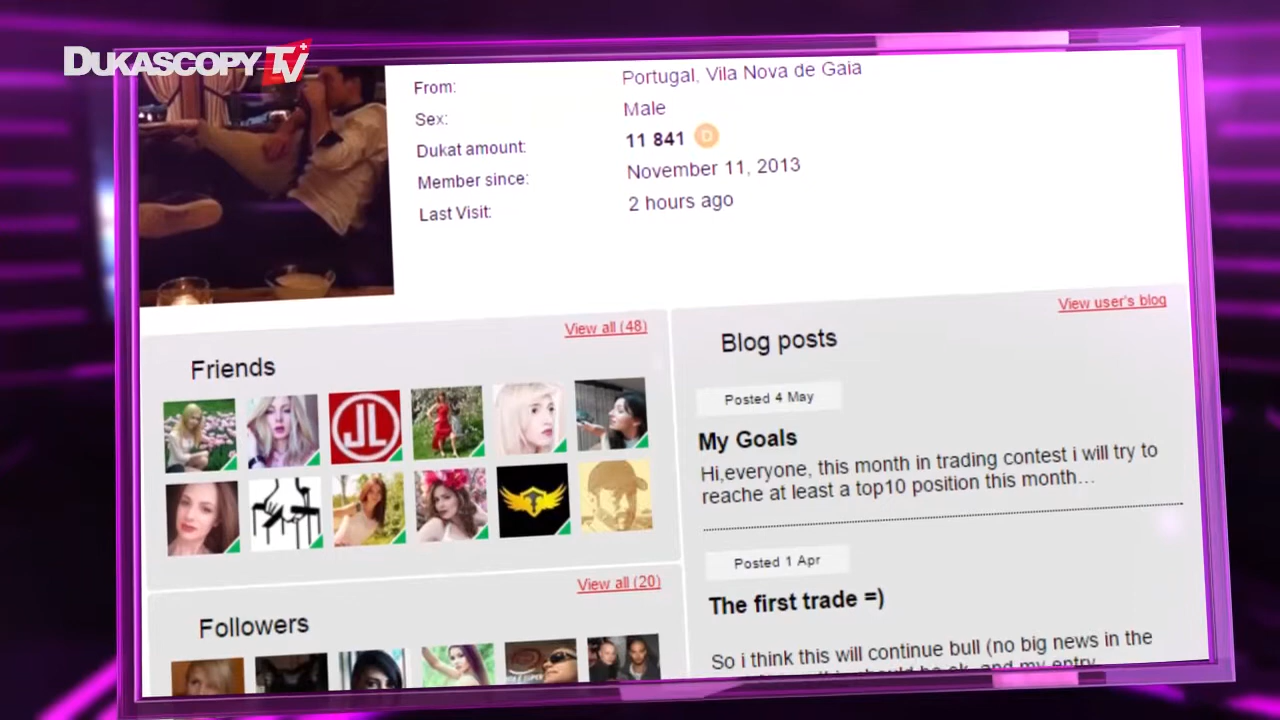 DUKASCOPY TV
From: Portugal, Vila Nova de Gaia
Sex: Male
Dukat amount: 11 841 D
Member since: November 11, 2013
Last Visit: 2 hours ago
View all (48)
Friends
JL
View all (20)
Followers
View user's blog
Blog posts
Posted 4 May
My Goals
Hi,everyone, this month in trading contest i will try to
reache at least a top10 position this month...
Posted 1 Apr
The first trade =)
So i think this will continue bull (no big news in the